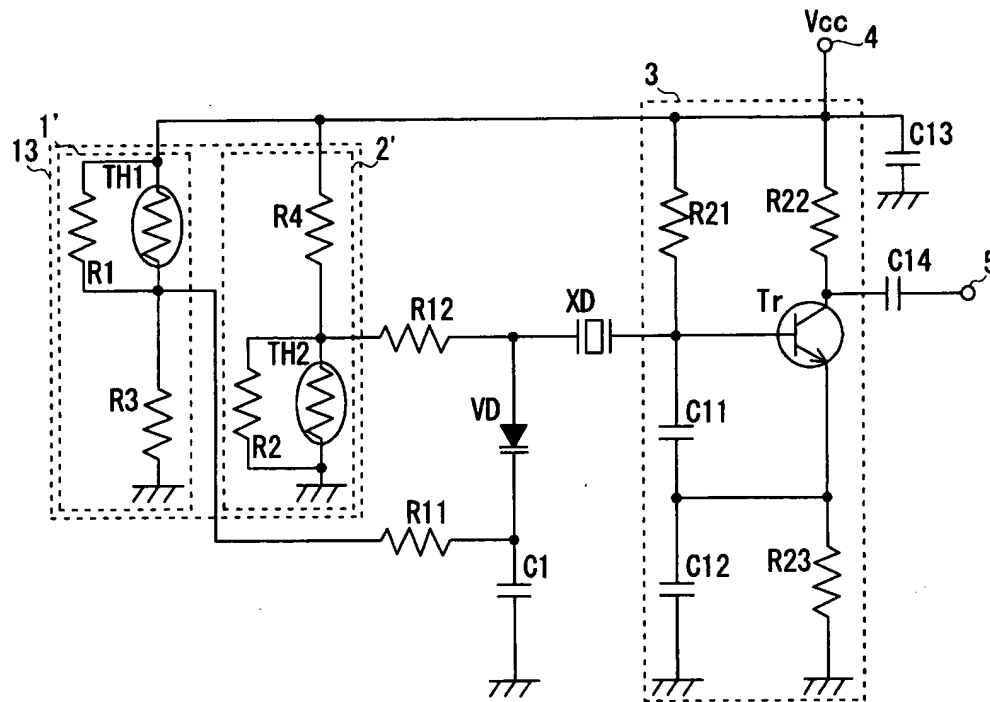 Vcc
4
3
1'
13
2'
C13
TH1
R4
R21
R22
R1
C14
5
R12
XD
Tr
TH2
R3
VD
C11
R2
R11
C1
C12
R23